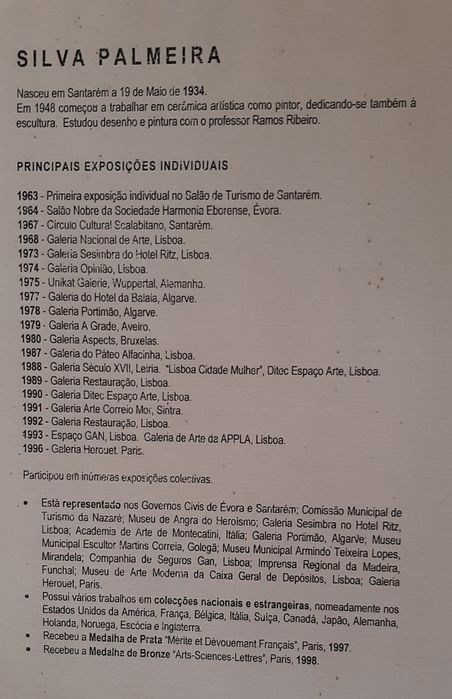 SILVA PALMEIRA
Nasceu em Santarém a 19 de Maio de 1934.
Em 1948 começou a trabalhar em cerâmica artística como pintor, dedicando-se também à
escultura. Estudou desenho e pintura com o professor Ramos Ribeiro.
PRINCIPAIS EXPOSIÇÕES INDIVIDUAIS
1963 - Primeira exposição individual no Salão de Turismo de Santarém.
1964 - Salão Nobre da Sociedade Harmonia Eborense, Évora.
1967 - Círculo Cultural Scalabitano, Santarém.
1968 - Galeria Nacional de Arte, Lisboa.
1973 - Galeria Sesimbra do Hotel Ritz, Lisboa.
1974 - Galeria Opinião, Lisboa.
1975 - Unikat Galerie, Wuppertal, Alemanha.
1977 - Galeria do Hotel da Balaia, Algarve.
1978 - Galeria Portimão, Algarve.
1979 - Galeria A Grade, Aveiro.
1980 - Galeria Aspects, Bruxelas.
1987 - Galeria do Páteo Alfacinha, Lisboa.
1988 - Galeria Século XVII, Leiria. "Lisboa Cidade Mulher", Ditec Espaço Arte, Lisboa.
1989 - Galeria Restauração, Lisboa.
1990 - Galeria Ditec Espaço Arte, Lisboa.
1991 - Galeria Arte Correio Mor, Sintra.
1992 - Galeria Restauração, Lisboa.
1993 - Espaço GAN, Lisboa. Galeria de Arte da APPLA, Lisboa.
1996 - Galeria Herouet. Paris.
Participou em inúmeras exposições colectivas.
• Está representado nos Governos Civis de Évora e Santarém; Comissão Municipal de
Turismo da Nazaré; Museu de Angra do Heroísmo; Galeria Sesimbra no Hotel Ritz,
Lisboa; Academia de Arte de Montecatini, Itália; Galeria Portimão, Algarve; Museu
Municipal Escultor Martins Correia, Golegã; Museu Municipal Armindo Teixeira Lopes,
Mirandela; Companhia de Seguros Gan, Lisboa; Imprensa Regional da Madeira,
Funchal; Museu de Arte Moderna da Caixa Geral de Depósitos, Lisboa; Galeria
Herouet, Paris.
• Possui vários trabalhos em colecções nacionais e estrangeiras, nomeadamente nos
Estados Unidos da América, França, Bélgica, Itália, Suíça, Canadá, Japão, Alemanha,
Holanda, Noruega, Escócia e Inglaterra.
• Recebeu a Medalha de Prata "Mérite et Dévouement Français", Paris, 1997.
• Recebeu a Medalha de Bronze "Arts-Sciences-Lettres", Paris, 1998.